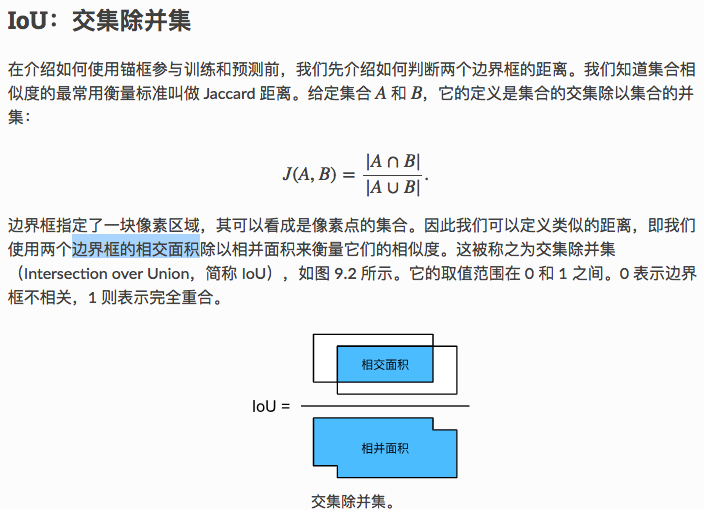 IoU：交集除并集
在介绍如何使用锚框参与训练和预测前，我们先介绍如何判断两个边界框的距离。我们知道集合相
似度的最常用衡量标准叫做 Jaccard 距离。给定集合 A 和 B，它的定义是集合的交集除以集合的并
集：
J(A, B) = |A ∩ B| / |A ∪ B|.
边界框指定了一块像素区域，其可以看成是像素点的集合。因此我们可以定义类似的距离，即我们
使用两个边界框的相交面积除以相并面积来衡量它们的相似度。这被称之为交集除并集
（Intersection over Union，简称 IoU），如图 9.2 所示。它的取值范围在 0 和 1 之间。0 表示边界
框不相关，1 则表示完全重合。
相交面积
IoU =
相并面积
交集除并集。